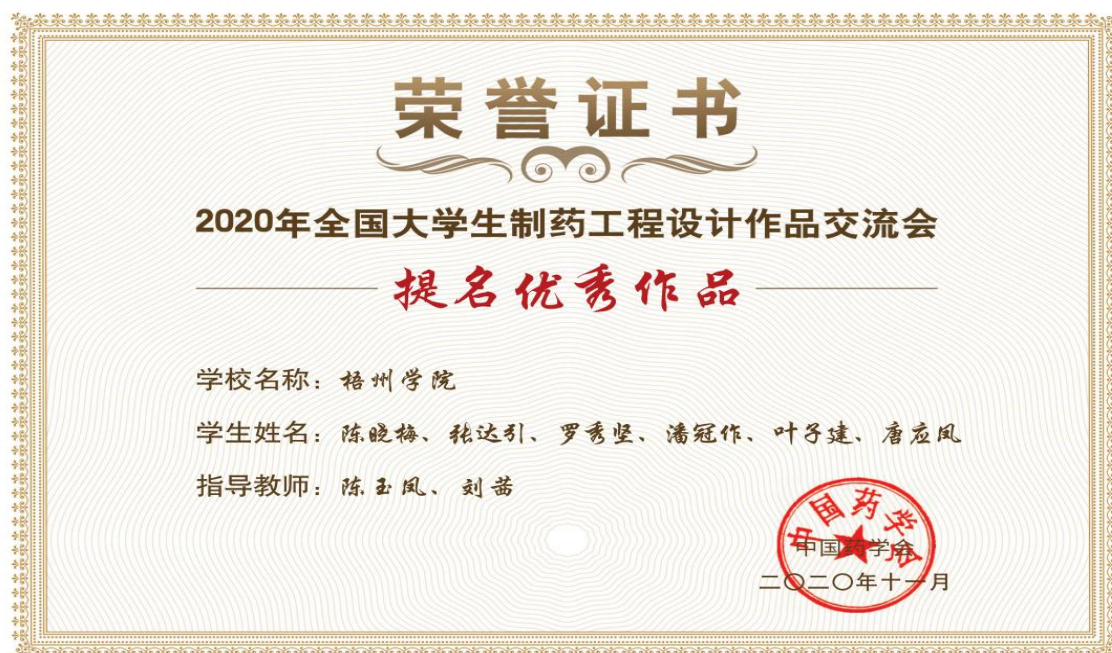 荣誉证书
2020年全国大学生制药工程设计作品交流会
提名优秀作品
学校名称：梧州学院
学生姓名：陈晓梅、张达引、罗秀坚、潘冠作、叶子建、唐应凤
指导教师：陈玉凤、刘茜
中国药学会
中国药学会
二〇二〇年十一月